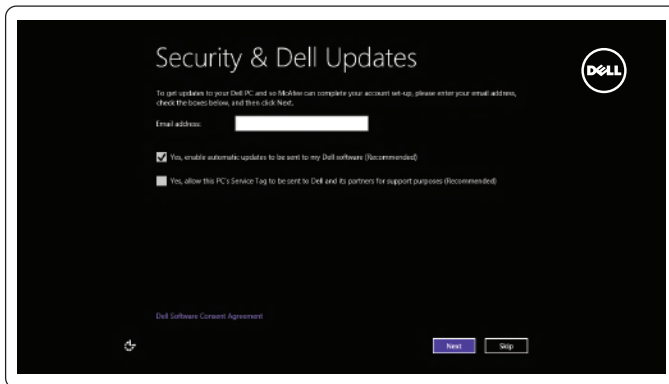 Security & Dell Updates
DELL
To get updates to your Dell PC and so McAfee can complete your account set-up, please enter your email address,
check the boxes below, and then click Next.
Email address:
Yes, enable automatic updates to be sent to my Dell software (Recommended)
Yes, allow this PC's Service Tag to be sent to Dell and its partners for support purposes (Recommended)
Dell Software Consent Agreement
Next
Skip